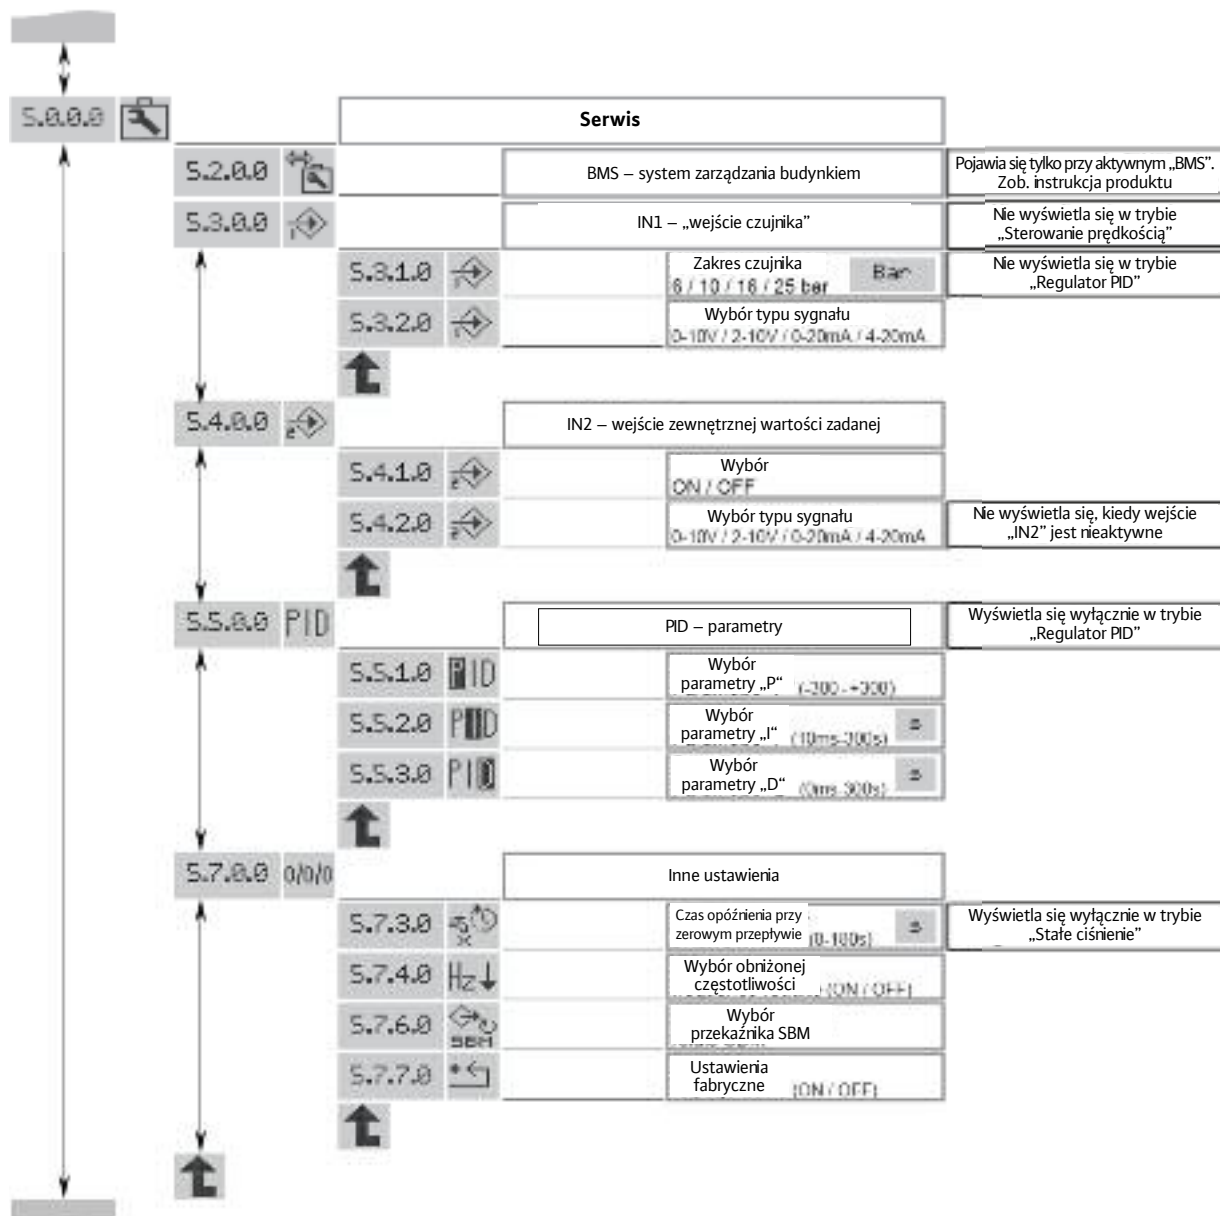 5.0.0.0
Serwis
5.2.0.0
BMS – system zarządzania budynkiem
Pojawia się tylko przy aktywnym „BMS”.
Zob. instrukcja produktu
5.3.0.0
1
IN1 – „wejście czujnika”
Nie wyświetla się w trybie
„Sterowanie prędkością”
5.3.1.0
1
Zakres czujnika
6 / 10 / 16 / 25 bar
Bar
Nie wyświetla się w trybie
„Regulator PID”
5.3.2.0
1
Wybór typu sygnału
0-10V / 2-10V / 0-20mA / 4-20mA
5.4.0.0
2
IN2 – wejście zewnętrznej wartości zadanej
5.4.1.0
2
Wybór
ON / OFF
5.4.2.0
2
Wybór typu sygnału
0-10V / 2-10V / 0-20mA / 4-20mA
Nie wyświetla się, kiedy wejście
„IN2” jest nieaktywne
5.5.0.0 PID
PID – parametry
Wyświetla się wyłącznie w trybie
„Regulator PID”
5.5.1.0 PID
Wybór
parametry „P“ (-300 - +300)
5.5.2.0 PID
Wybór
parametry „I“ (10ms-300s)
s
5.5.3.0 PID
Wybór
parametry „D“ (0ms-300s)
s
5.7.0.0 0/0/0
Inne ustawienia
5.7.3.0
Czas opóźnienia przy
zerowym przepływie (0-180s)
s
Wyświetla się wyłącznie w trybie
„Stałe ciśnienie”
5.7.4.0 Hz
Wybór obniżonej
częstotliwości (ON / OFF)
5.7.6.0 SBM
Wybór
przekaźnika SBM
5.7.7.0
Ustawienia
fabryczne (ON / OFF)